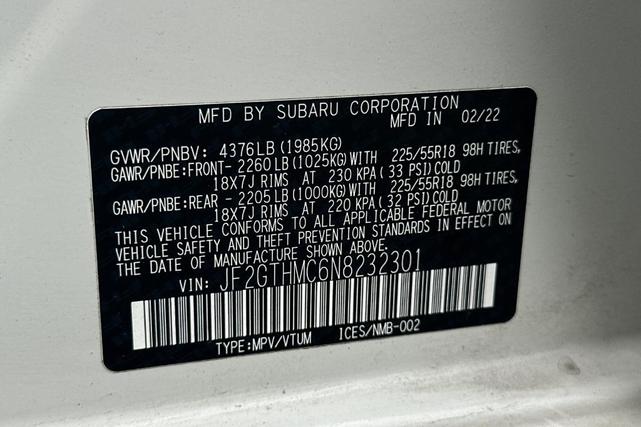 MFD BY SUBARU CORPORATION
MFD IN 02/22
GVWR/PNBV: 4376LB(1985KG)
GAWR/PNBE:FRONT- 2260LB(1025KG)WITH 225/55R18 98H TIRES,
18X7J RIMS AT 230 KPA(33 PSI)COLD
GAWR/PNBE:REAR - 2205LB(1000KG)WITH 225/55R18 98H TIRES,
18X7J RIMS AT 220 KPA(32 PSI)COLD
THIS VEHICLE CONFORMS TO ALL APPLICABLE FEDERAL MOTOR
VEHICLE SAFETY AND THEFT PREVENTION STANDARDS IN EFFECT ON
THE DATE OF MANUFACTURE SHOWN ABOVE.
VIN: JF2GTHMC6N8232301
TYPE:MPV/VTUM ICES/NMB-002